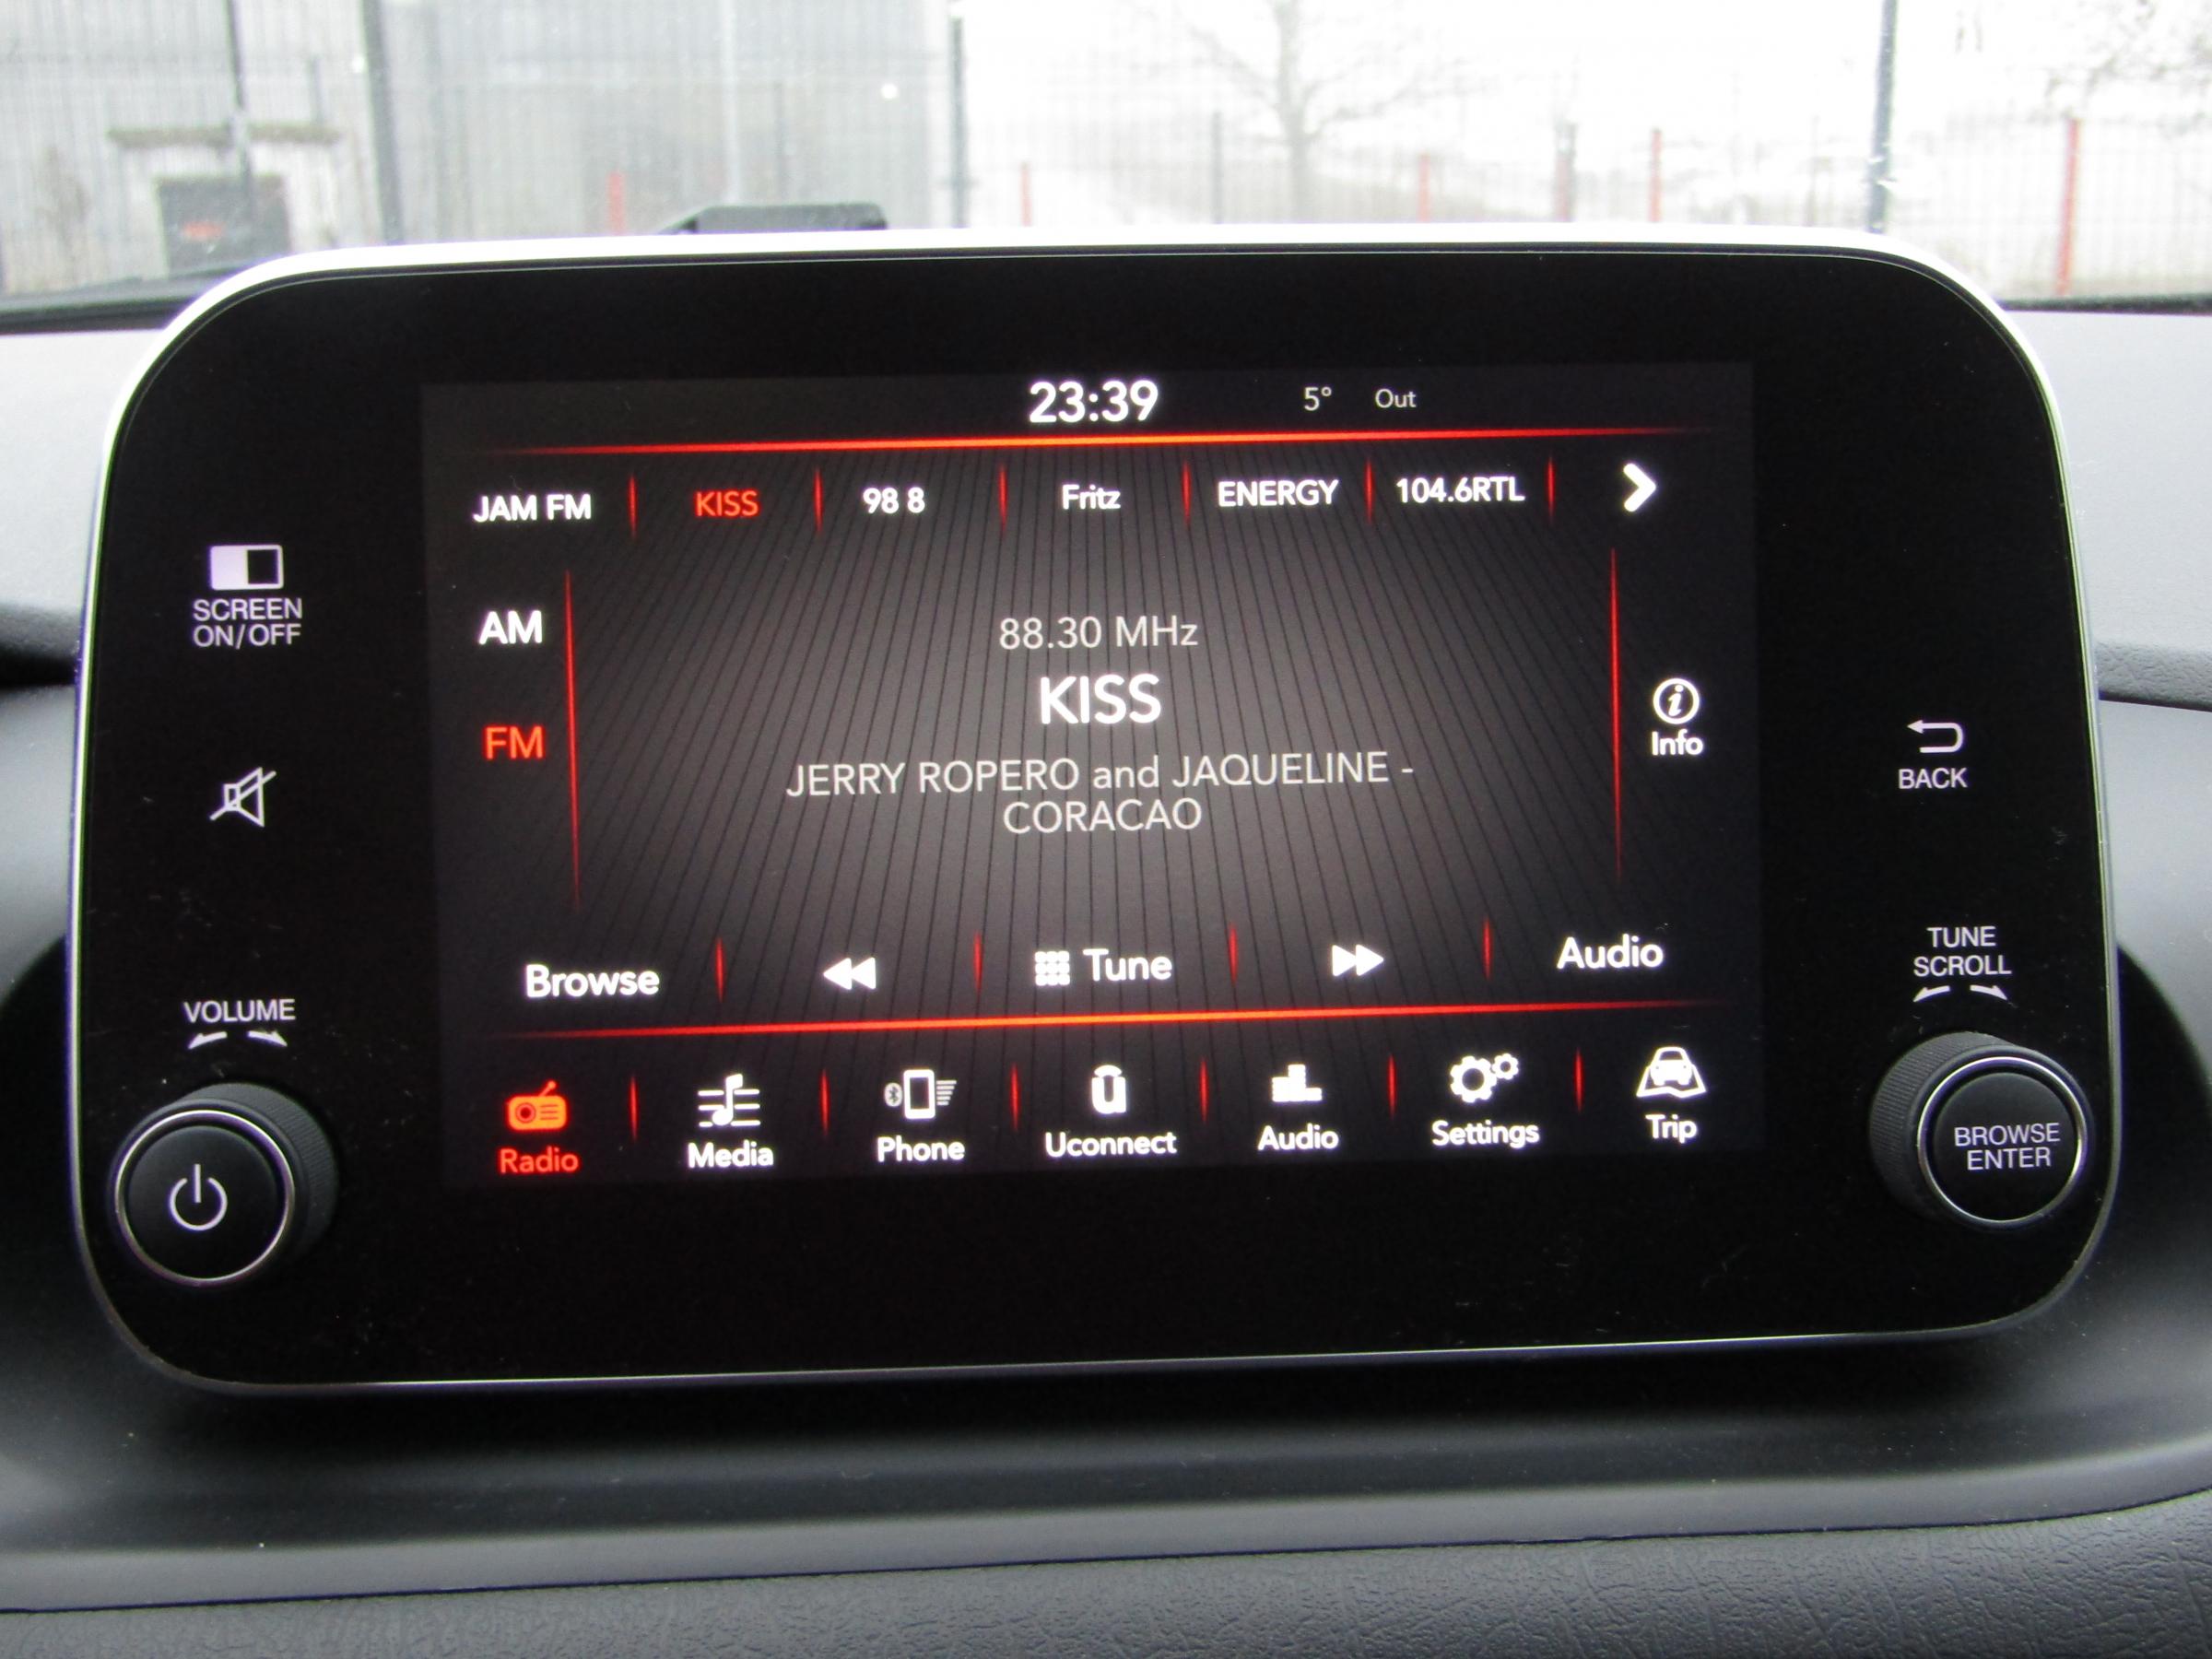 23:39 5° Out
JAM FM KISS 98 8 Fritz ENERGY 104.6RTL
SCREEN
ON/OFF
AM
FM
88.30 MHz
KISS
JERRY ROPERO and JAQUELINE -
CORACAO
Info
BACK
Browse Tune Audio
VOLUME
TUNE
SCROLL
Radio Media Phone Uconnect Audio Settings Trip
BROWSE
ENTER